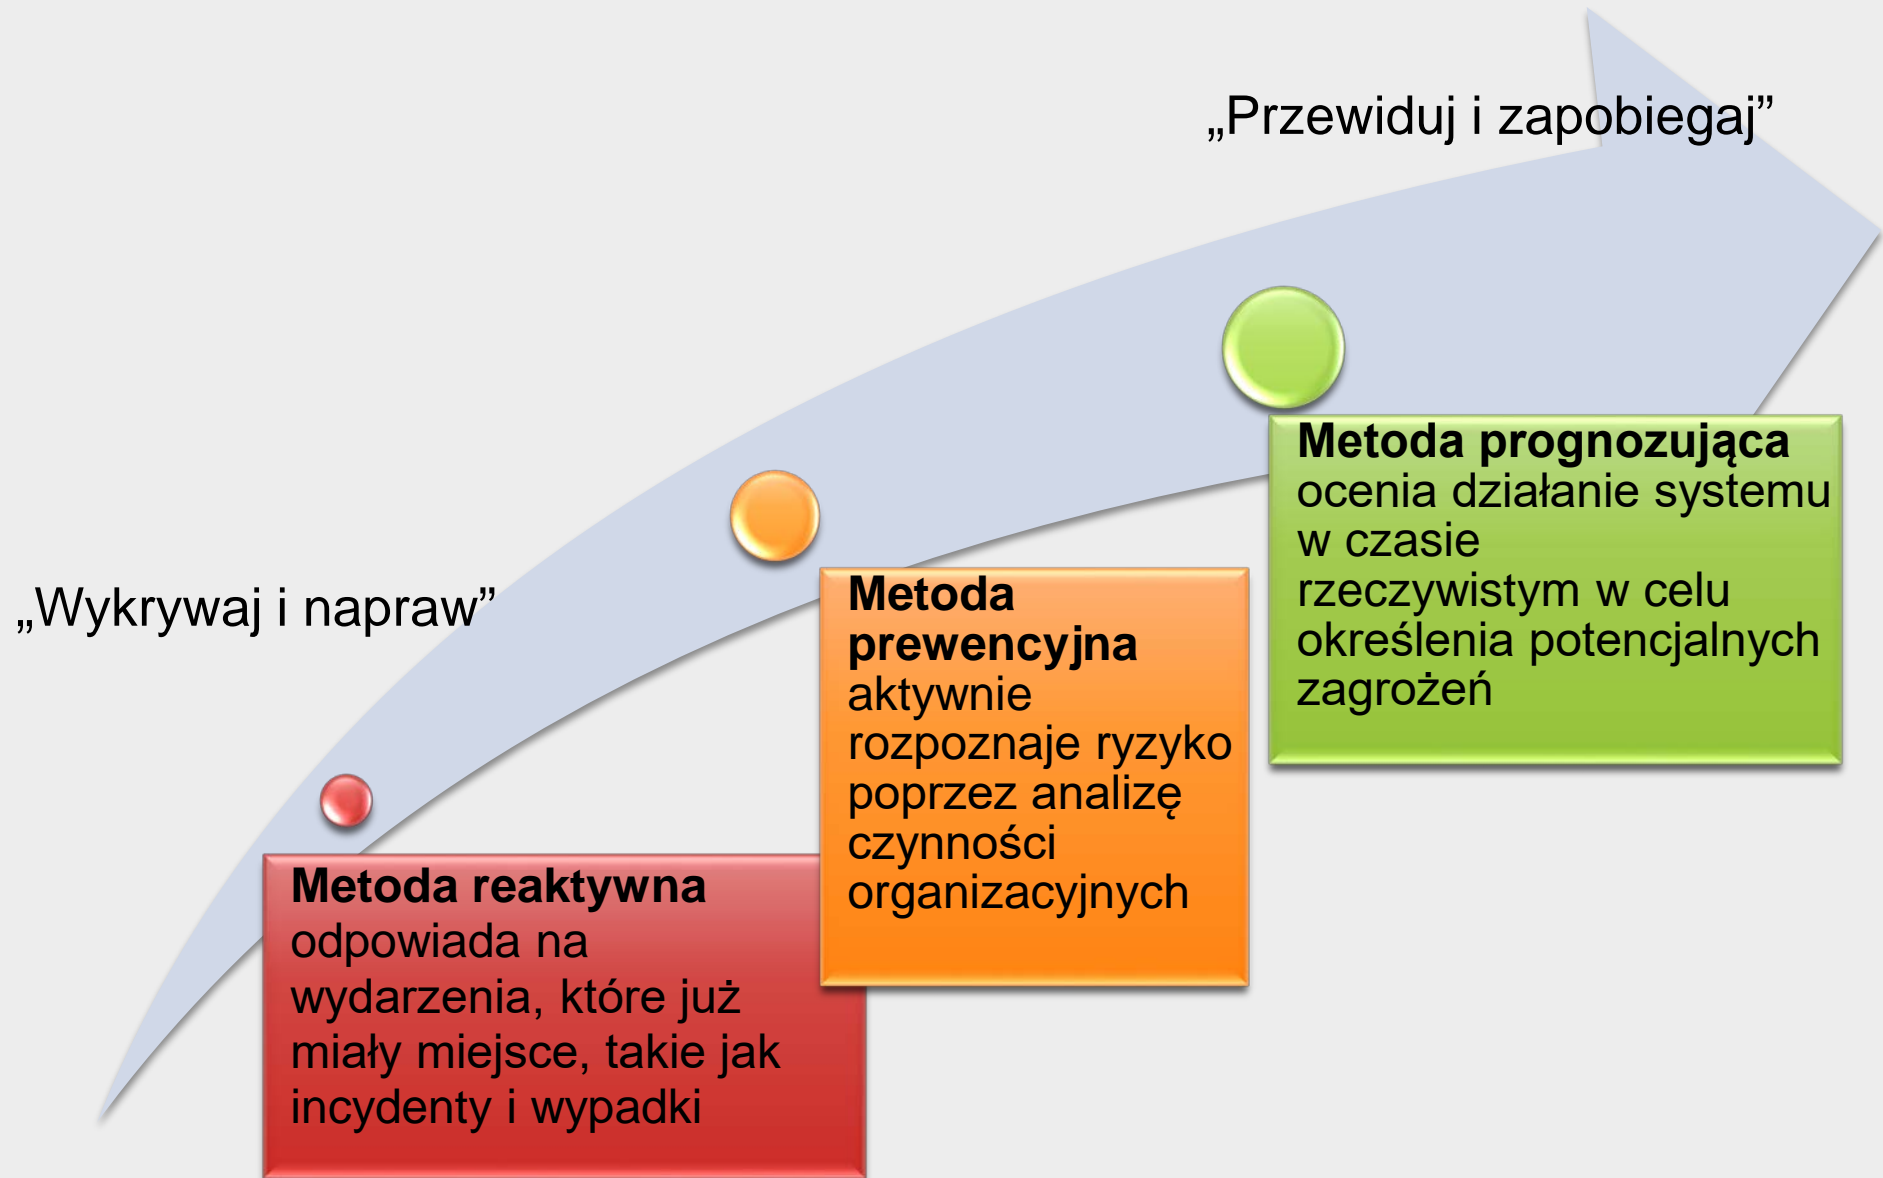 „Przewiduj i zapobiegaj”
„Wykrywaj i napraw”
Metoda reaktywna
odpowiada na
wydarzenia, które już
miały miejsce, takie jak
incydenty i wypadki
Metoda
prewencyjna
aktywnie
rozpoznaje ryzyko
poprzez analizę
czynności
organizacyjnych
Metoda prognozująca
ocenia działanie systemu
w czasie
rzeczywistym w celu
określenia potencjalnych
zagrożeń